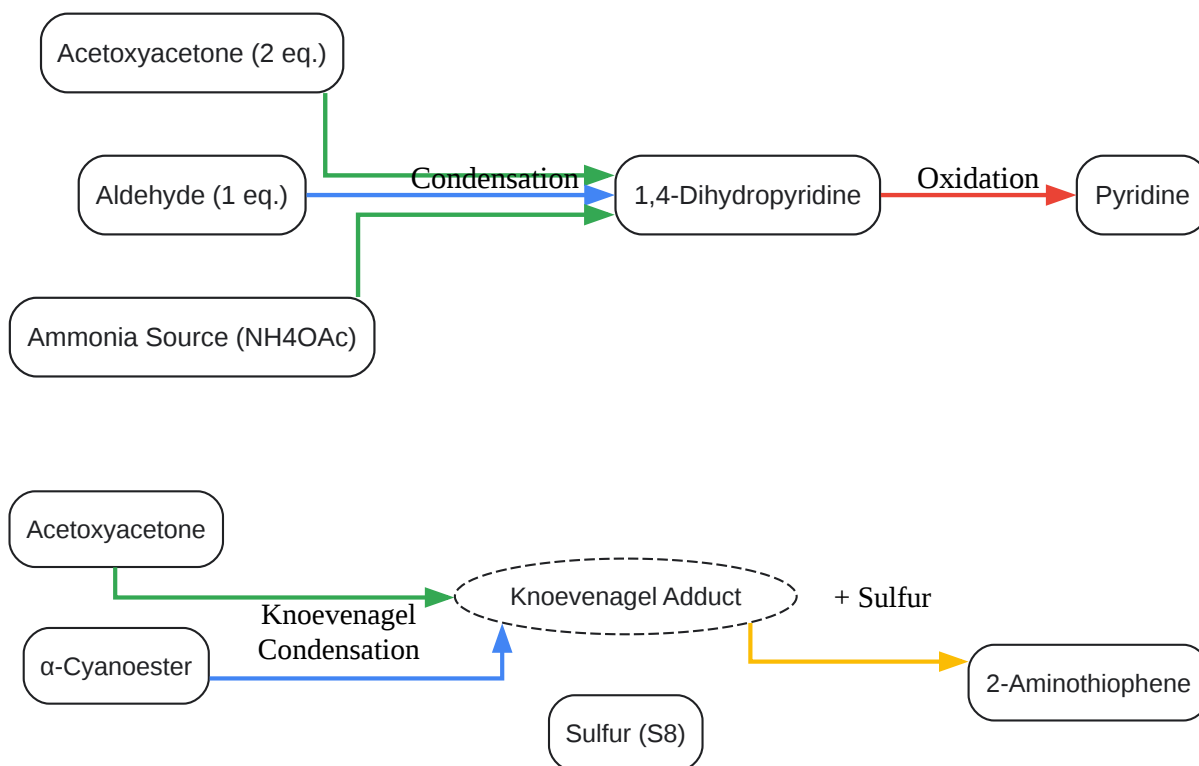 Acetoxyacetone (2 eq.)
Aldehyde (1 eq.)
Condensation
1,4-Dihydropyridine
Oxidation
Pyridine
Ammonia Source (NH4OAc)
Acetoxyacetone
Knoevenagel Adduct
+ Sulfur
Knoevenagel
Condensation
α-Cyanoester
2-Aminothiophene
Sulfur (S8)